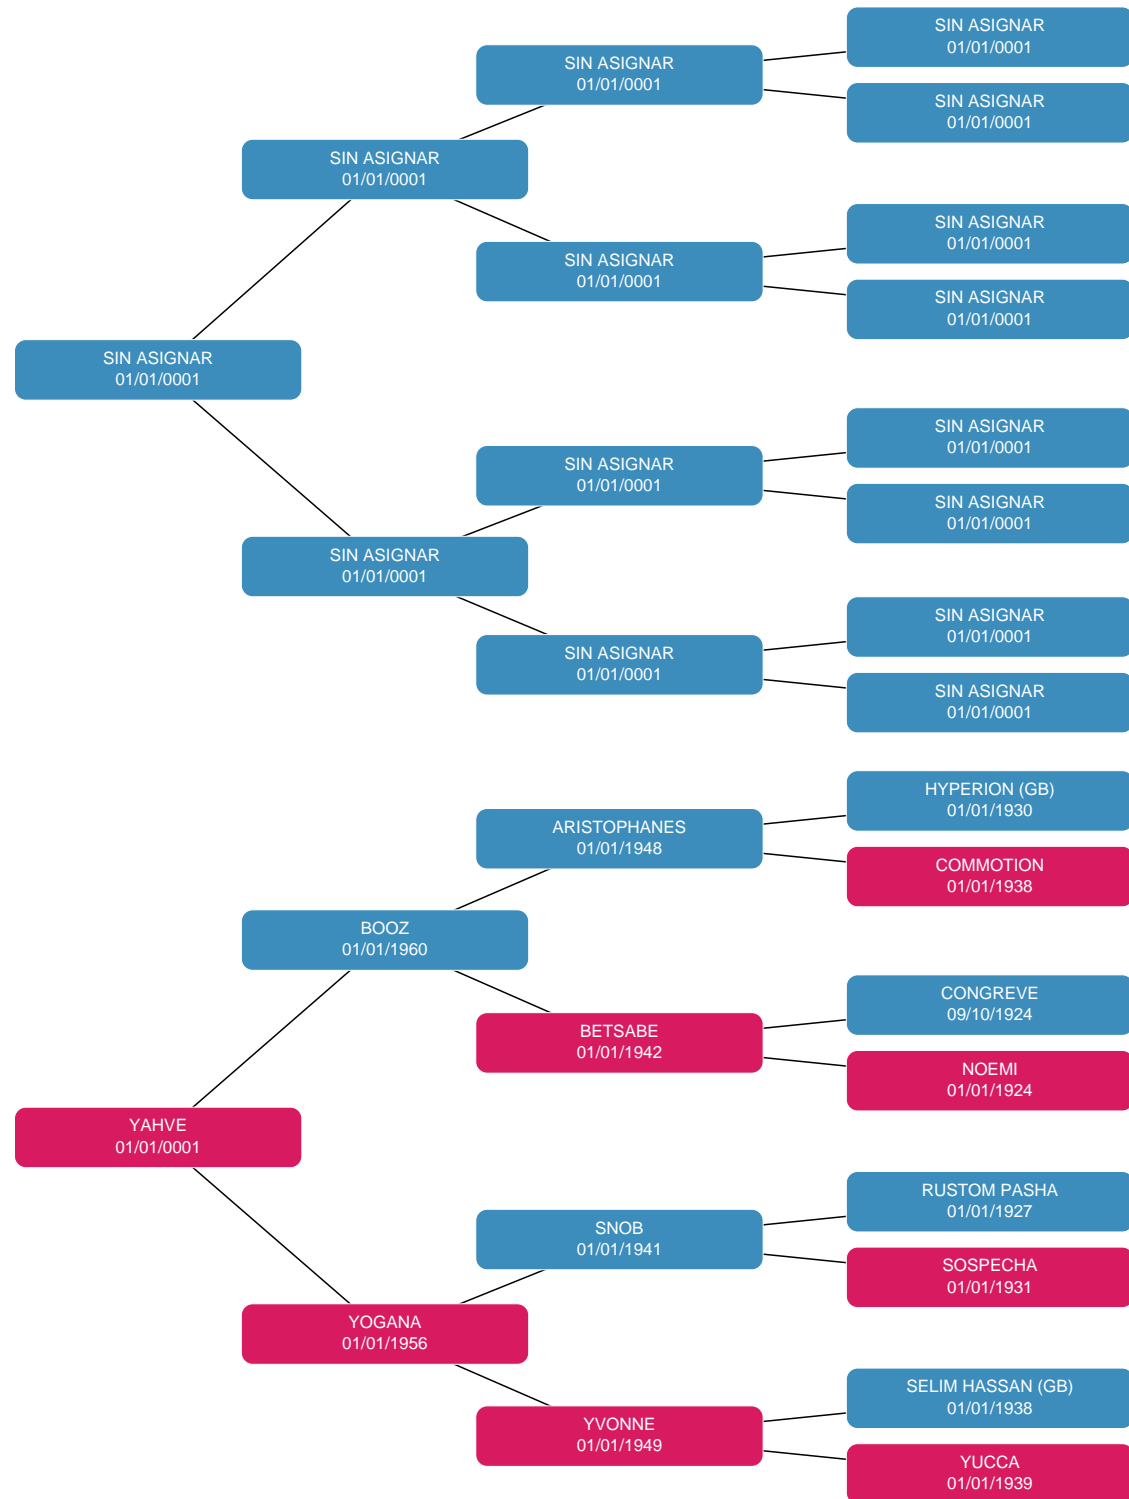 SIN ASIGNAR
01/01/0001
SIN ASIGNAR
01/01/0001
SIN ASIGNAR
01/01/0001
SIN ASIGNAR
01/01/0001
SIN ASIGNAR
01/01/0001
SIN ASIGNAR
01/01/0001
SIN ASIGNAR
01/01/0001
SIN ASIGNAR
01/01/0001
SIN ASIGNAR
01/01/0001
SIN ASIGNAR
01/01/0001
SIN ASIGNAR
01/01/0001
SIN ASIGNAR
01/01/0001
SIN ASIGNAR
01/01/0001
SIN ASIGNAR
01/01/0001
SIN ASIGNAR
01/01/0001
HYPERION (GB)
01/01/1930
ARISTOPHANES
01/01/1948
COMMOTION
01/01/1938
BOOZ
01/01/1960
CONGREVE
09/10/1924
BETSABE
01/01/1942
NOEMI
01/01/1924
YAHVE
01/01/0001
RUSTOM PASHA
01/01/1927
SNOB
01/01/1941
SOSPECHA
01/01/1931
YOGANA
01/01/1956
SELIM HASSAN (GB)
01/01/1938
YVONNE
01/01/1949
YUCCA
01/01/1939